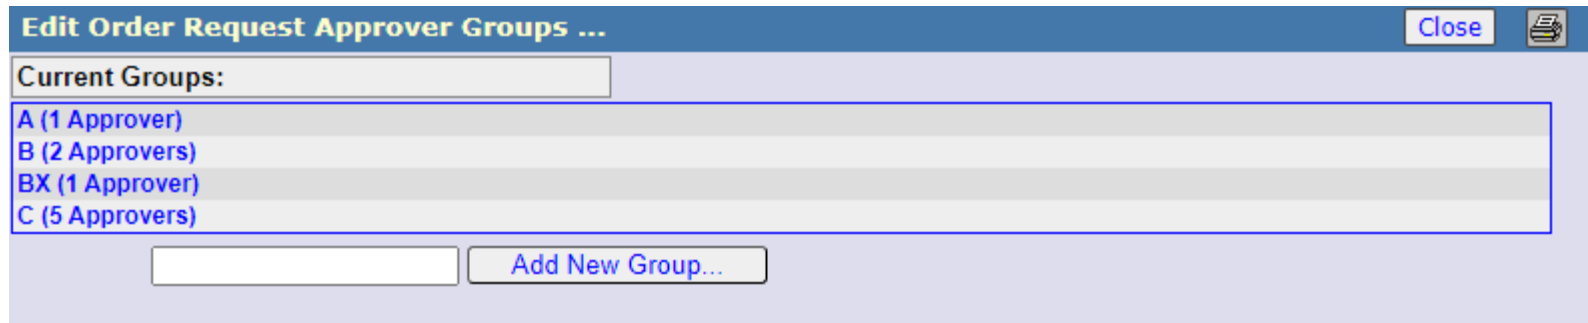 Edit Order Request Approver Groups ... Close
Current Groups:
A (1 Approver)
B (2 Approvers)
BX (1 Approver)
C (5 Approvers)
Add New Group...